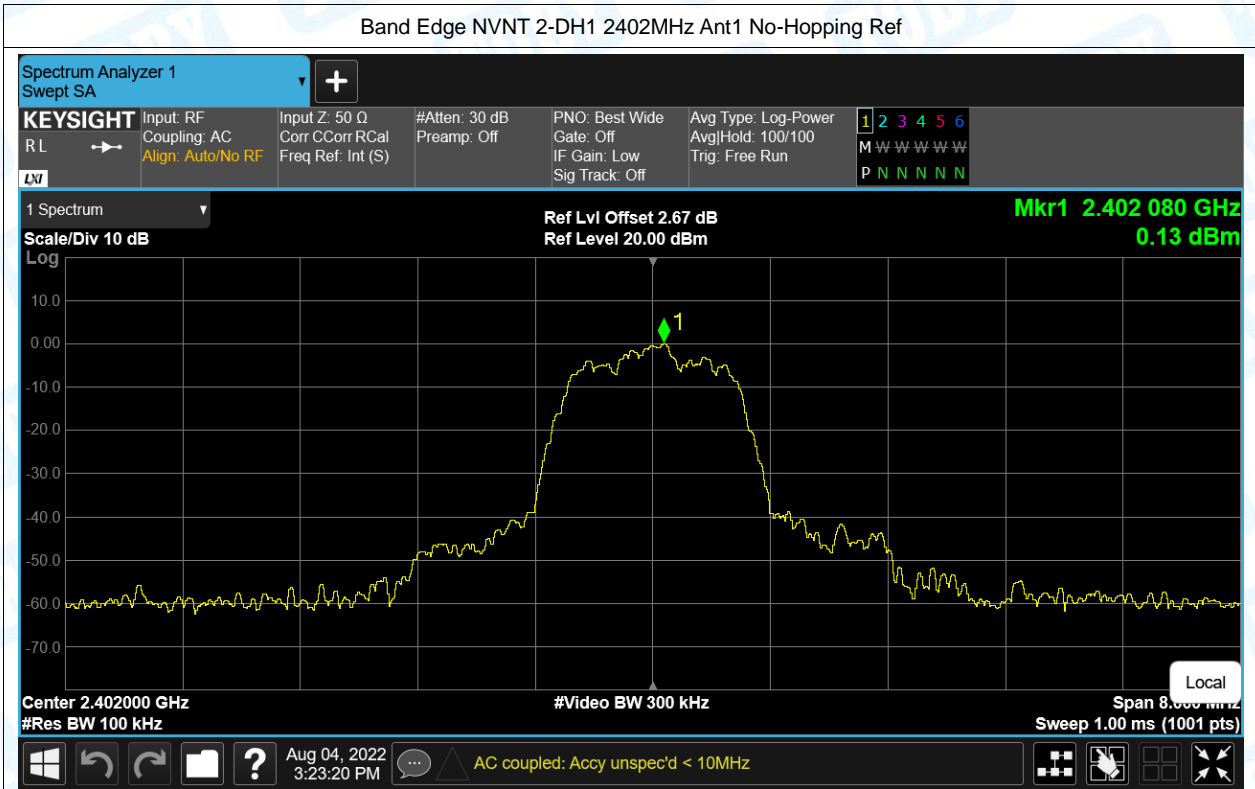 Band Edge NVNT 2-DH1 2402MHz Ant1 No-Hopping Ref
Spectrum Analyzer 1
Swept SA
+
KEYSIGHT
RL
LXI
Input: RF
Coupling: AC
Align: Auto/No RF
Input Z: 50 Ω
Corr CCorr RCal
Freq Ref: Int (S)
#Atten: 30 dB
Preamp: Off
PNO: Best Wide
Gate: Off
IF Gain: Low
Sig Track: Off
Avg Type: Log-Power
Avg|Hold: 100/100
Trig: Free Run
1 2 3 4 5 6
M W W W W W
P N N N N N
1 Spectrum
Scale/Div 10 dB
Ref Lvl Offset 2.67 dB
Ref Level 20.00 dBm
Mkr1 2.402 080 GHz
0.13 dBm
Log
10.0
0.00
-10.0
-20.0
-30.0
-40.0
-50.0
-60.0
-70.0
1
Center 2.402000 GHz
#Res BW 100 kHz
#Video BW 300 kHz
Local
Span
Sweep 1.00 ms (1001 pts)
?
Aug 04, 2022
3:23:20 PM
AC coupled: Accy unspec'd < 10MHz